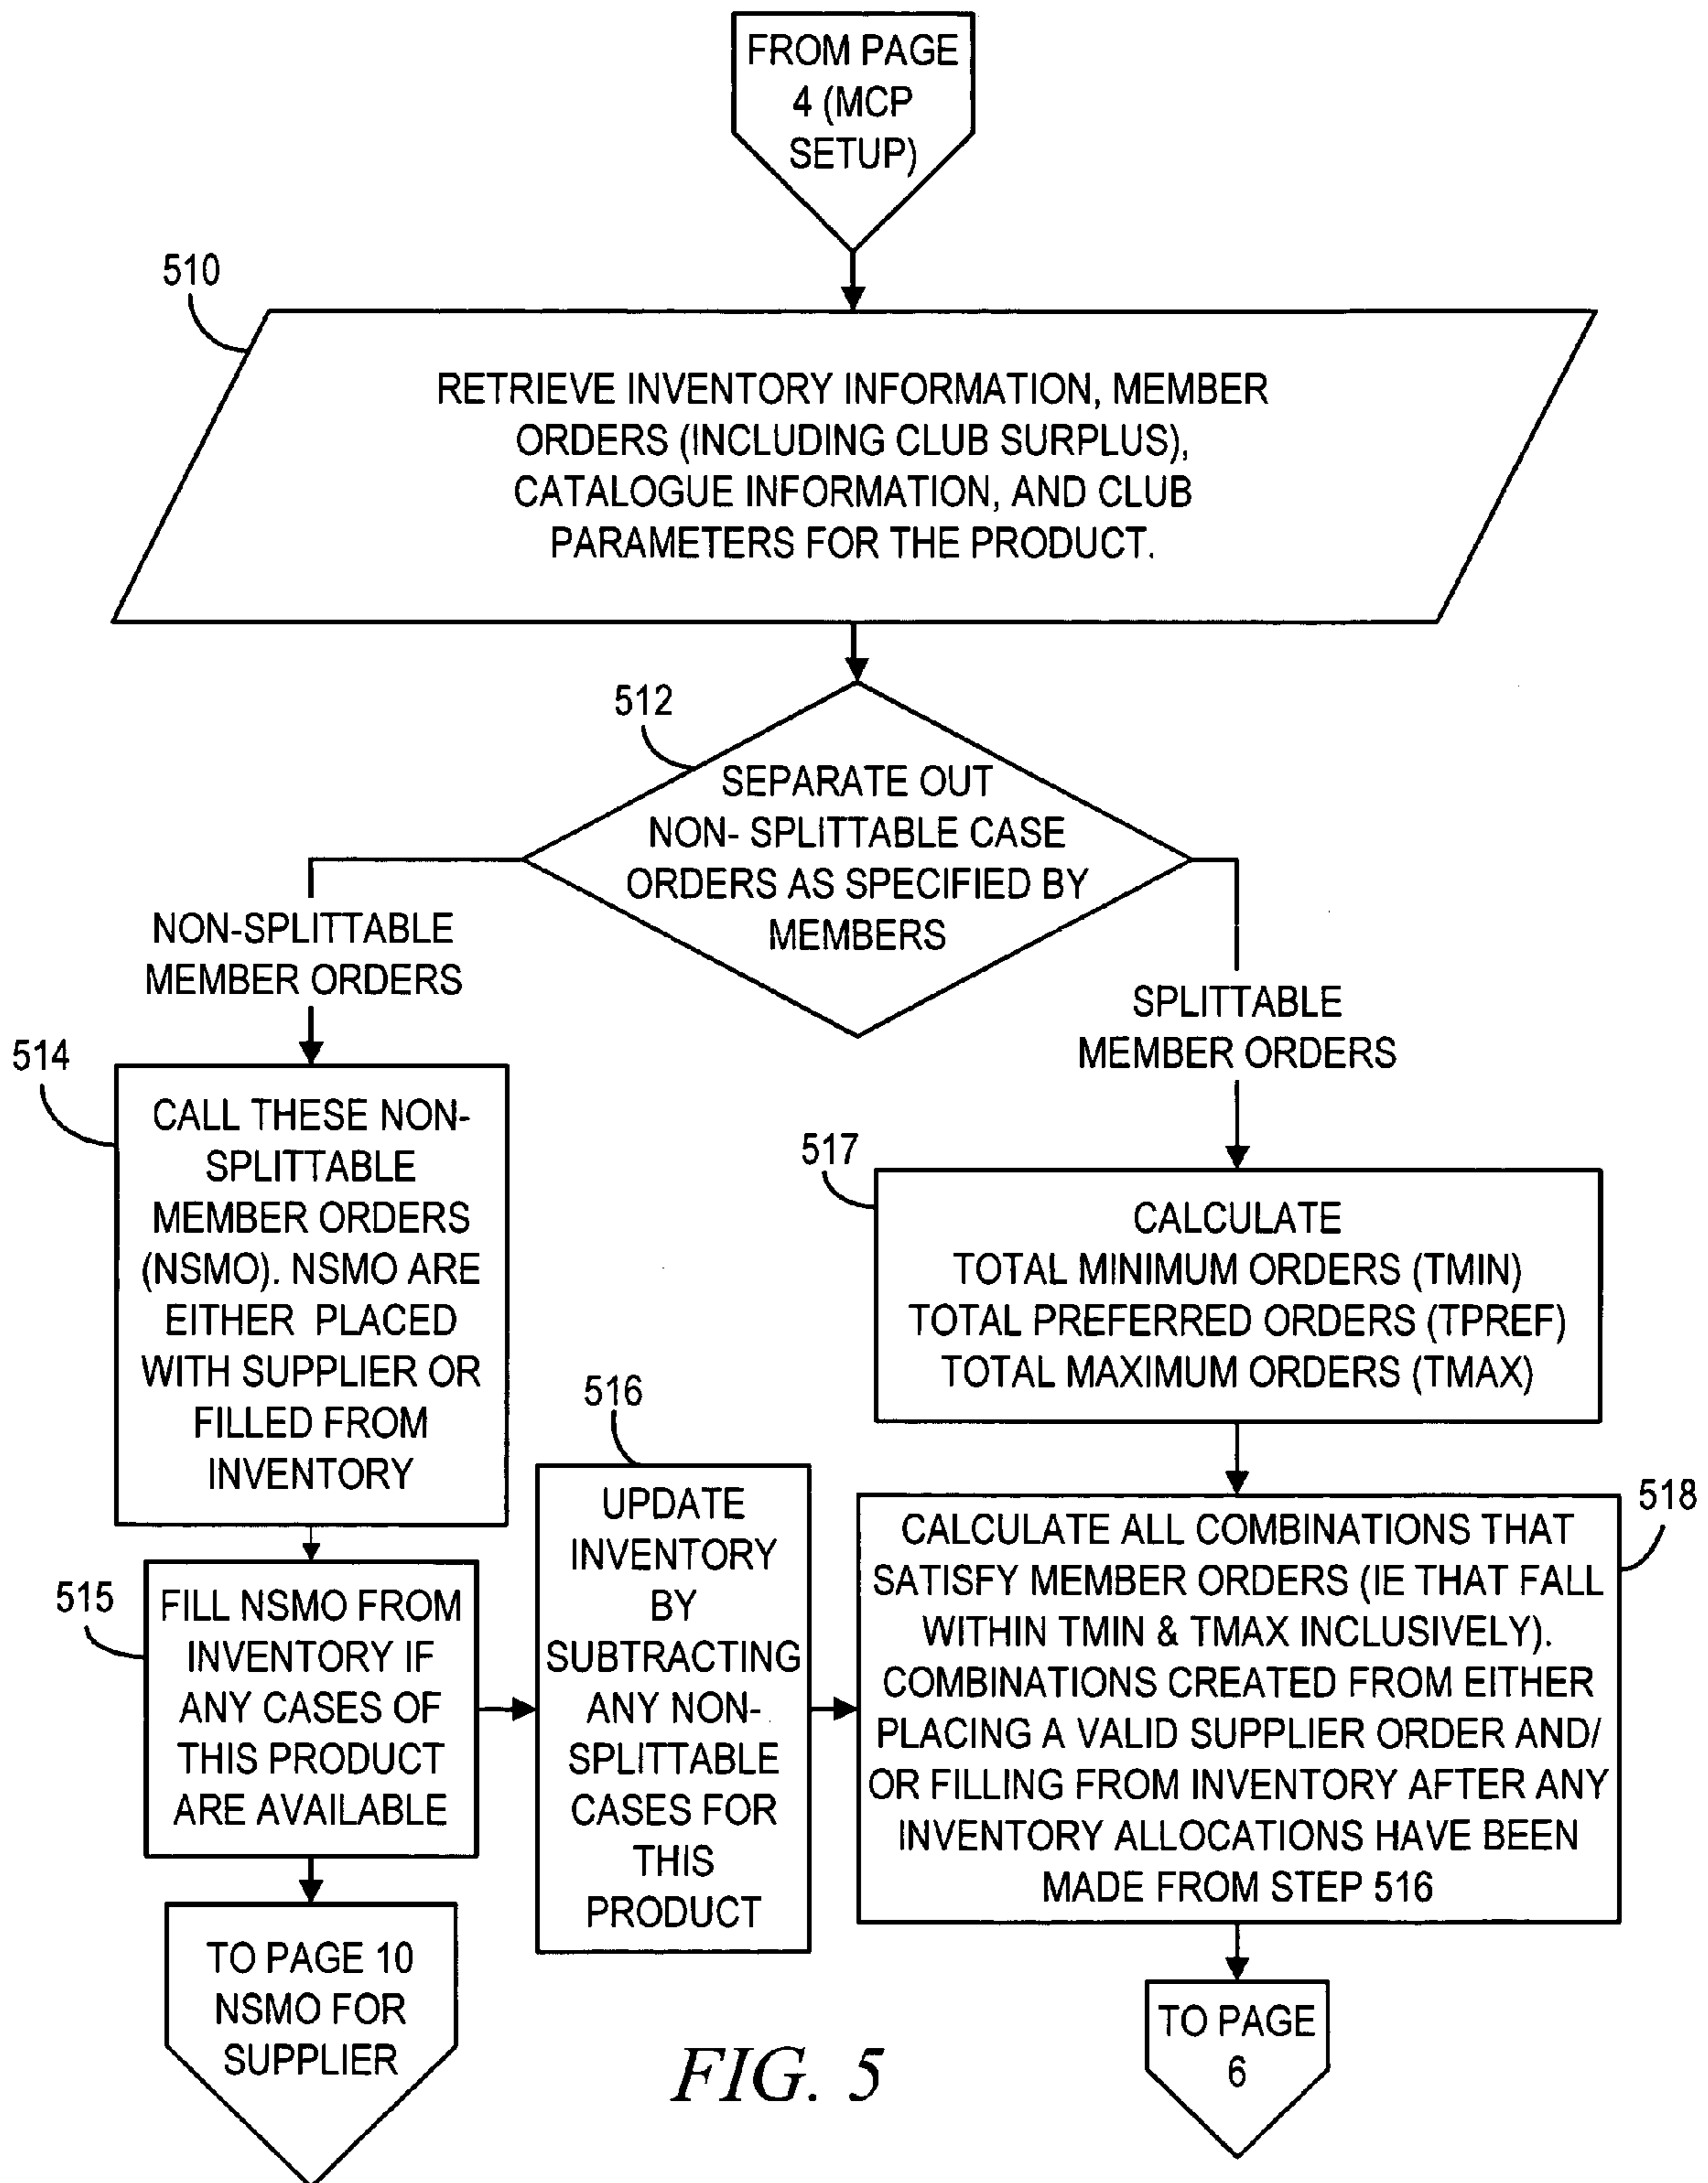 FROM PAGE
4 (MCP
SETUP)
510
RETRIEVE INVENTORY INFORMATION, MEMBER
ORDERS (INCLUDING CLUB SURPLUS),
CATALOGUE INFORMATION, AND CLUB
PARAMETERS FOR THE PRODUCT.
512
SEPARATE OUT
NON- SPLITTABLE CASE
ORDERS AS SPECIFIED BY
MEMBERS
NON-SPLITTABLE
MEMBER ORDERS
SPLITTABLE
MEMBER ORDERS
514
CALL THESE NON-
SPLITTABLE
MEMBER ORDERS
(NSMO). NSMO ARE
EITHER PLACED
WITH SUPPLIER OR
FILLED FROM
INVENTORY
517
CALCULATE
TOTAL MINIMUM ORDERS (TMIN)
TOTAL PREFERRED ORDERS (TPREF)
TOTAL MAXIMUM ORDERS (TMAX)
515
FILL NSMO FROM
INVENTORY IF
ANY CASES OF
THIS PRODUCT
ARE AVAILABLE
516
UPDATE
INVENTORY
BY
SUBTRACTING
ANY NON-
SPLITTABLE
CASES FOR
THIS
PRODUCT
518
CALCULATE ALL COMBINATIONS THAT
SATISFY MEMBER ORDERS (IE THAT FALL
WITHIN TMIN & TMAX INCLUSIVELY).
COMBINATIONS CREATED FROM EITHER
PLACING A VALID SUPPLIER ORDER AND/
OR FILLING FROM INVENTORY AFTER ANY
INVENTORY ALLOCATIONS HAVE BEEN
MADE FROM STEP 516
TO PAGE 10
NSMO FOR
SUPPLIER
TO PAGE
6
FIG. 5